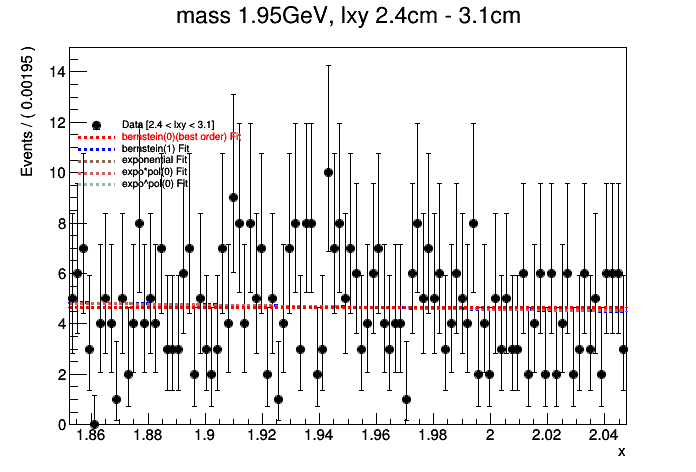 mass 1.95GeV, lxy 2.4cm - 3.1cm
Events / ( 0.00195 )
14
12
10
8
6
4
2
0
Data [2.4 < lxy < 3.1]
bernstein(0)(best order) Fit
bernstein(1) Fit
exponential Fit
expo*pol(0) Fit
expo^pol(0) Fit
1.86 1.88 1.9 1.92 1.94 1.96 1.98 2 2.02 2.04
x